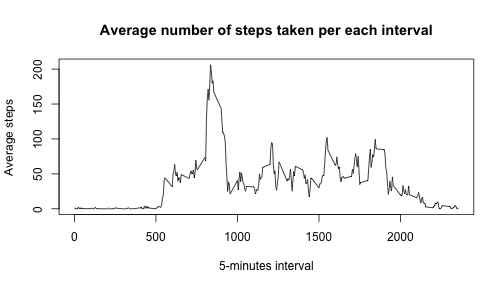 Average number of steps taken per each interval
Average steps
200
150
100
50
0
0 500 1000 1500 2000
5-minutes interval